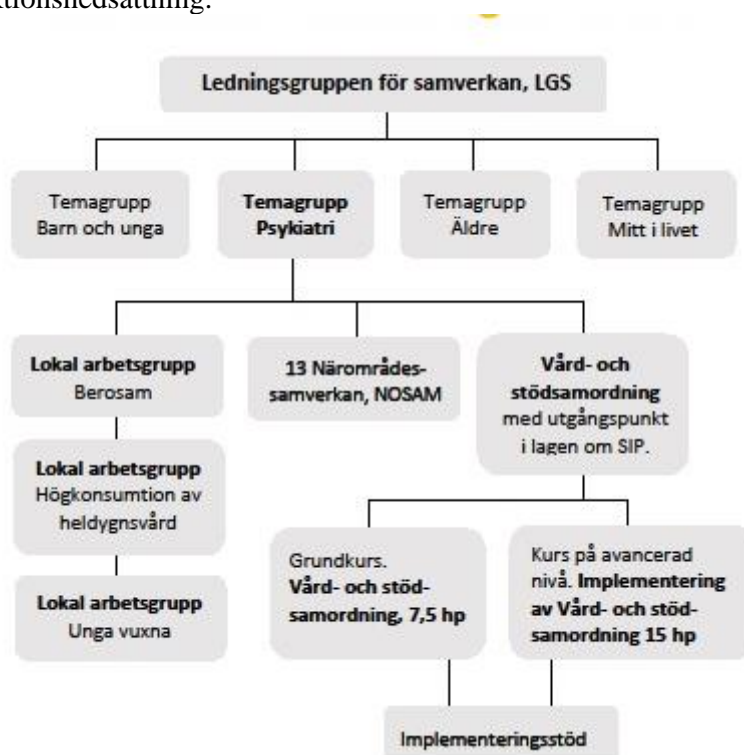 ktionsnedsättning.
Ledningsgruppen för samverkan, LGS
Temagrupp
Barn och unga
Temagrupp
Psykiatri
Temagrupp
Äldre
Temagrupp
Mitt i livet
Lokal arbetsgrupp
Berosam
13 Närområdes-
samverkan, NOSAM
Vård- och
stödsamordning
med utgångspunkt
i lagen om SIP.
Lokal arbetsgrupp
Högkonsumtion av
heldygnsvård
Lokal arbetsgrupp
Unga vuxna
Grundkurs.
Vård- och stöd-
samordning, 7,5 hp
Kurs på avancerad
nivå. Implementering
av Vård- och stöd-
samordning 15 hp
Implementeringsstöd